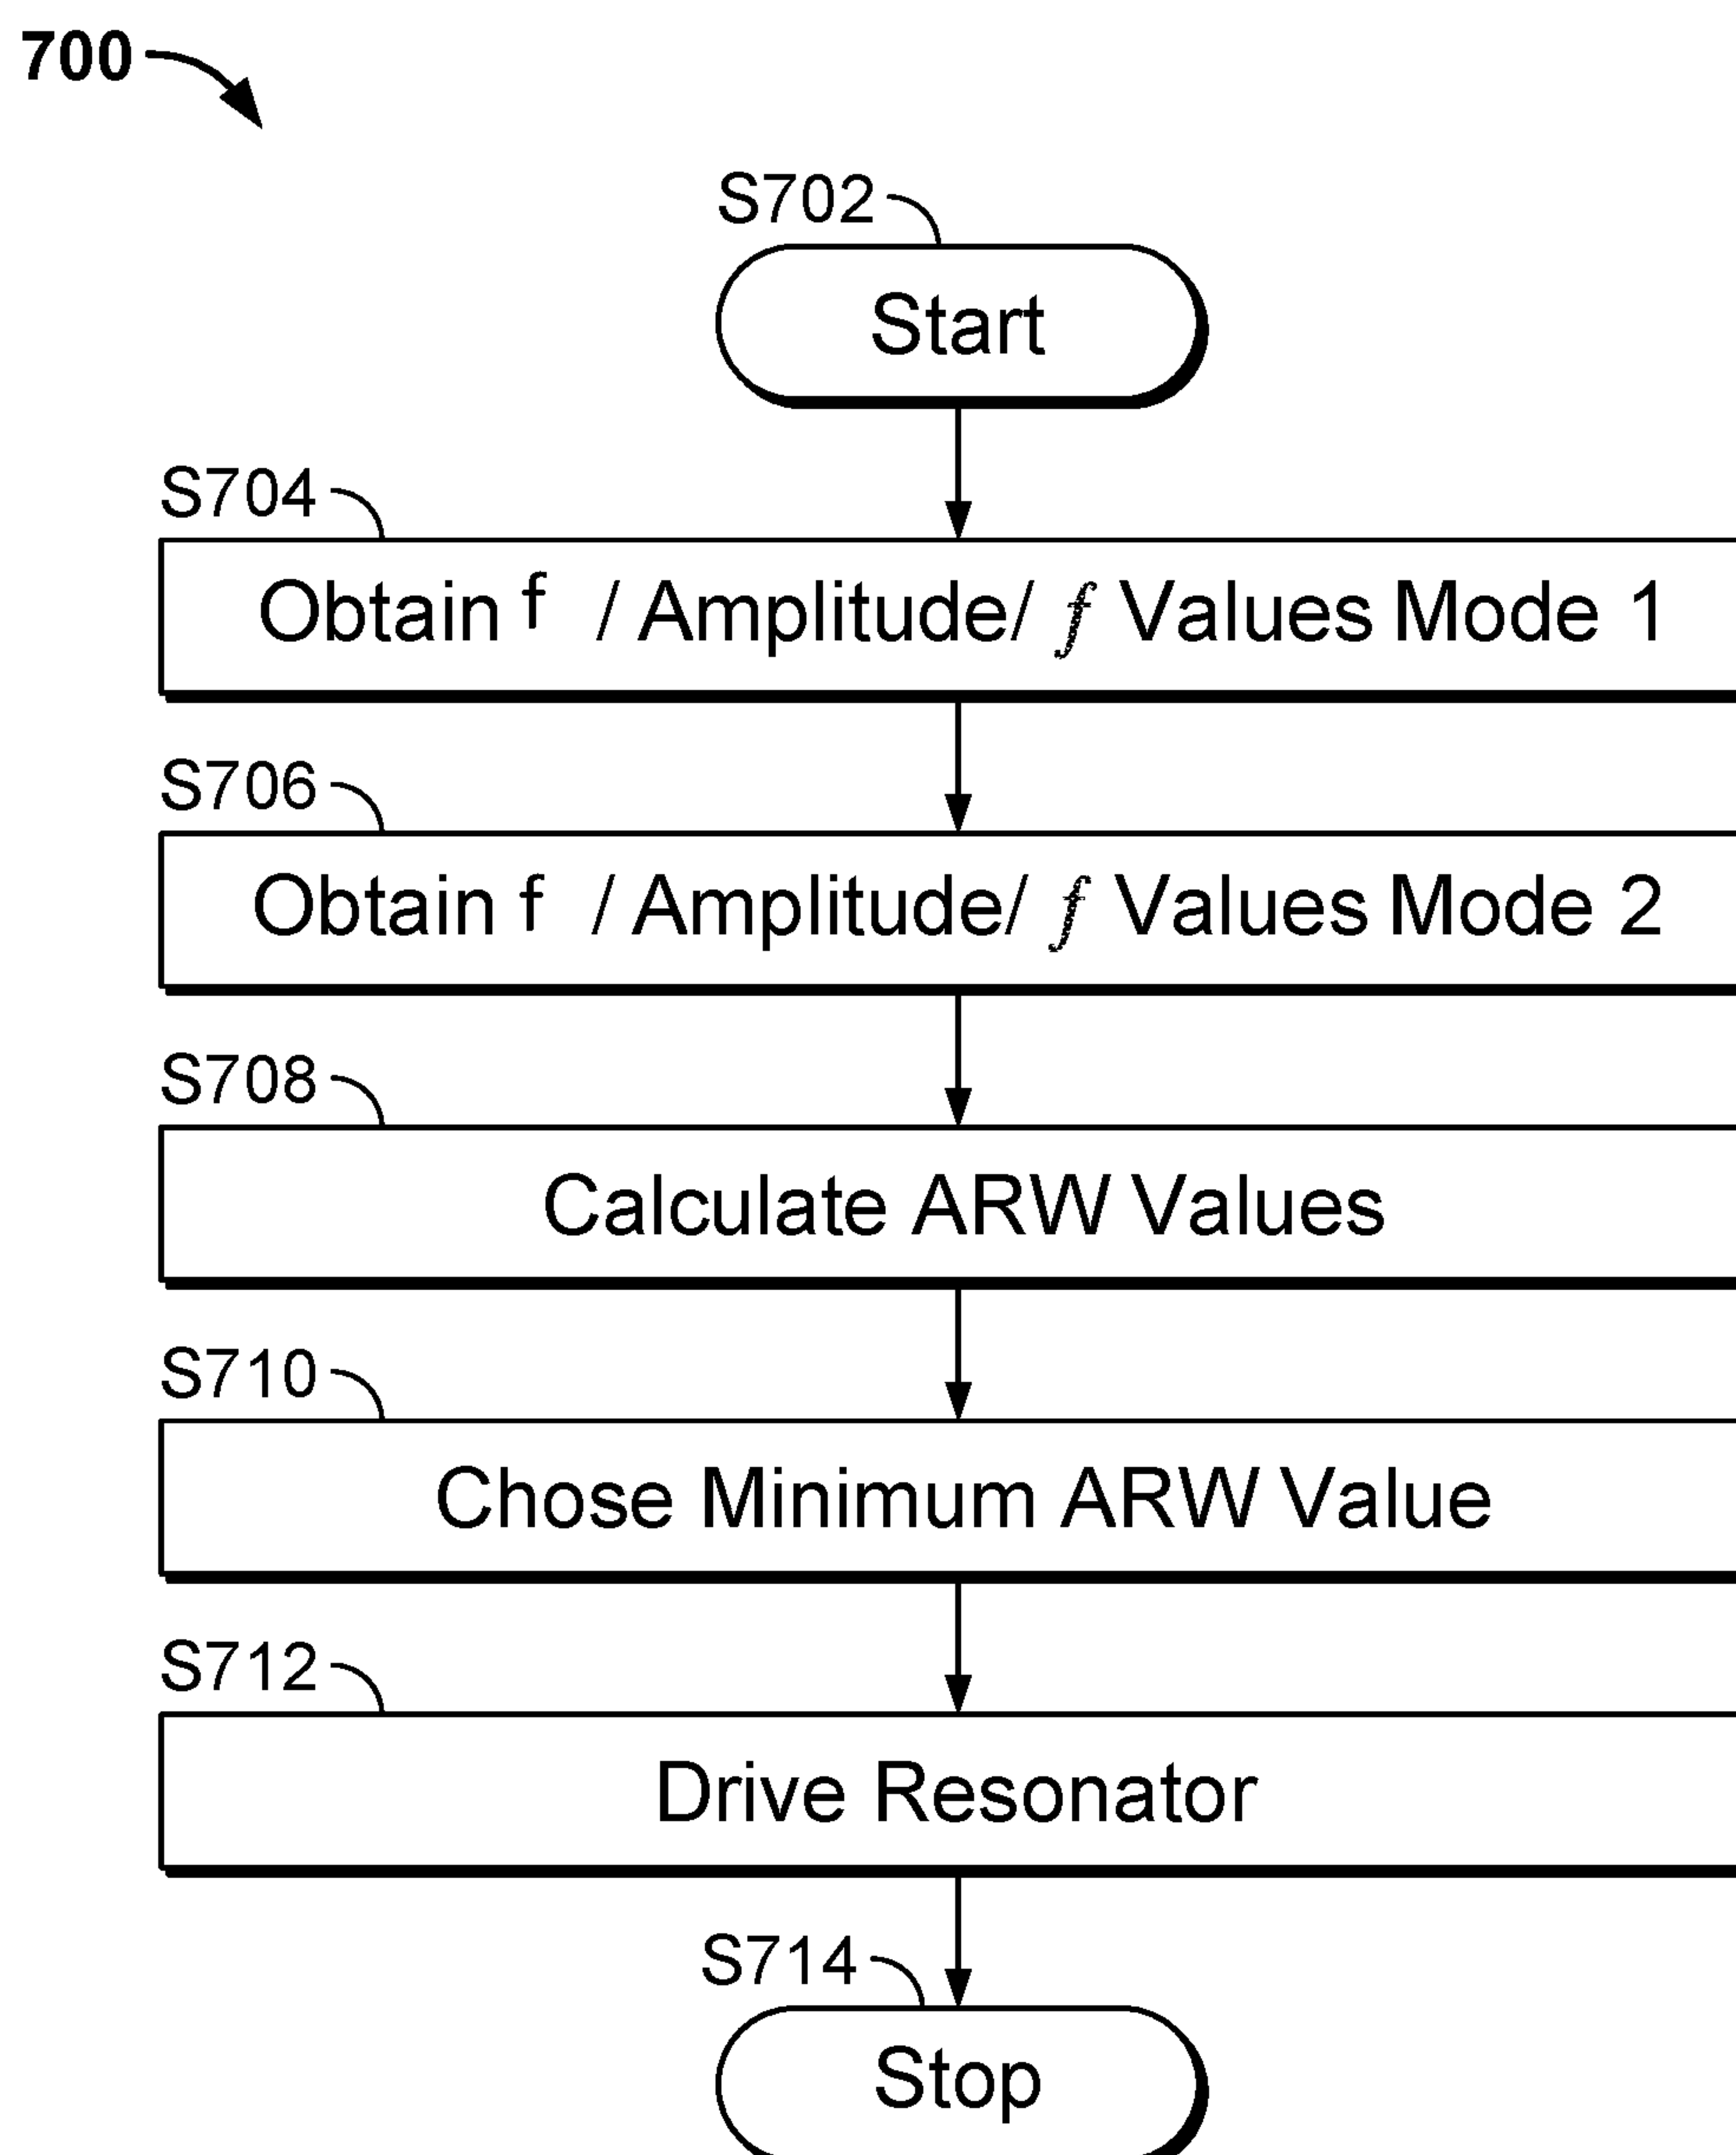 700
S702
Start
S704
Obtain f / Amplitude/ f Values Mode 1
S706
Obtain f / Amplitude/ f Values Mode 2
S708
Calculate ARW Values
S710
Chose Minimum ARW Value
S712
Drive Resonator
S714
Stop